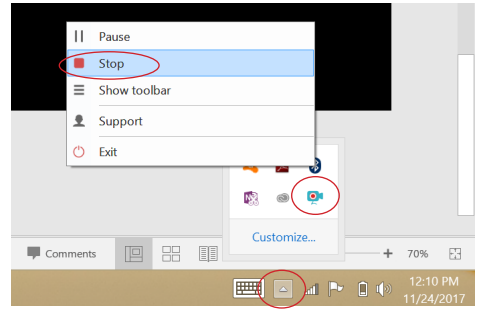 Pause
Stop
Show toolbar
Support
Exit
Customize...
Comments
70%
12:10 PM
11/24/2017